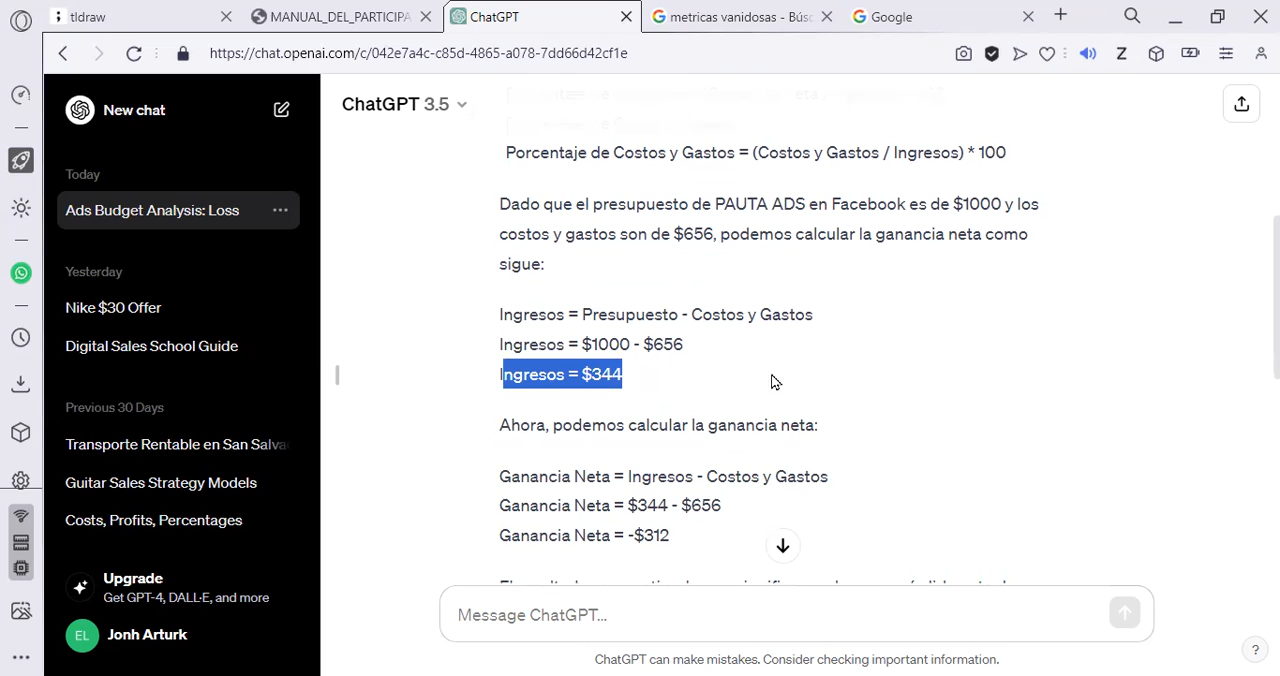 tldraw
MANUAL_DEL_PARTICIPA
ChatGPT
metricas vanidosas - Bús
Google
https://chat.openai.com/c/042e7a4c-c85d-4865-a078-7dd66d42cf1e
Z
New chat
Today
Ads Budget Analysis: Loss
Yesterday
Nike $30 Offer
Digital Sales School Guide
Previous 30 Days
Transporte Rentable en San Salva
Guitar Sales Strategy Models
Costs, Profits, Percentages
Upgrade
Get GPT-4, DALL·E, and more
EL
Jonh Arturk
ChatGPT 3.5
Porcentaje de Costos y Gastos = (Costos y Gastos / Ingresos) * 100
Dado que el presupuesto de PAUTA ADS en Facebook es de $1000 y los
costos y gastos son de $656, podemos calcular la ganancia neta como
sigue:
Ingresos = Presupuesto - Costos y Gastos
Ingresos = $1000 - $656
Ingresos = $344
Ahora, podemos calcular la ganancia neta:
Ganancia Neta = Ingresos - Costos y Gastos
Ganancia Neta = $344 - $656
Ganancia Neta = -$312
Message ChatGPT...
ChatGPT can make mistakes. Consider checking important information.
?